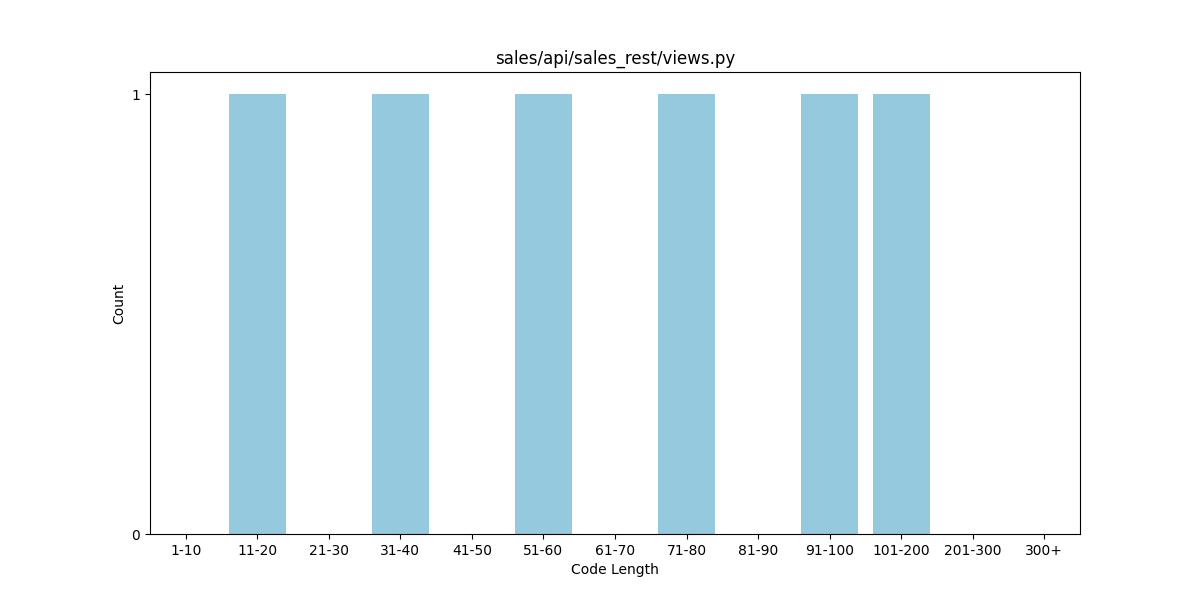 sales/api/sales_rest/views.py
1
Count
0
1-10 11-20 21-30 31-40 41-50 51-60 61-70 71-80 81-90 91-100 101-200 201-300 300+
Code Length